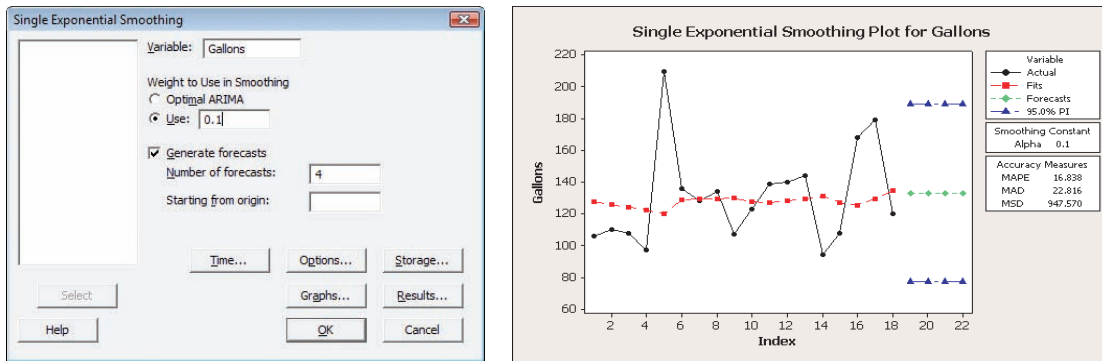 Single Exponential Smoothing
Variable: Gallons
Weight to Use in Smoothing
Optimal ARIMA
Use: 0.1
Generate forecasts
Number of forecasts: 4
Starting from origin:
Time... Options... Storage...
Select Graphs... Results...
Help OK Cancel
Single Exponential Smoothing Plot for Gallons
220
200
180
160
140
120
100
80
60
Gallons
2 4 6 8 10 12 14 16 18 20 22
Index
Variable
Actual
Fits
Forecasts
95.0% PI
Smoothing Constant
Alpha 0.1
Accuracy Measures
MAPE 16.838
MAD 22.816
MSD 947.570